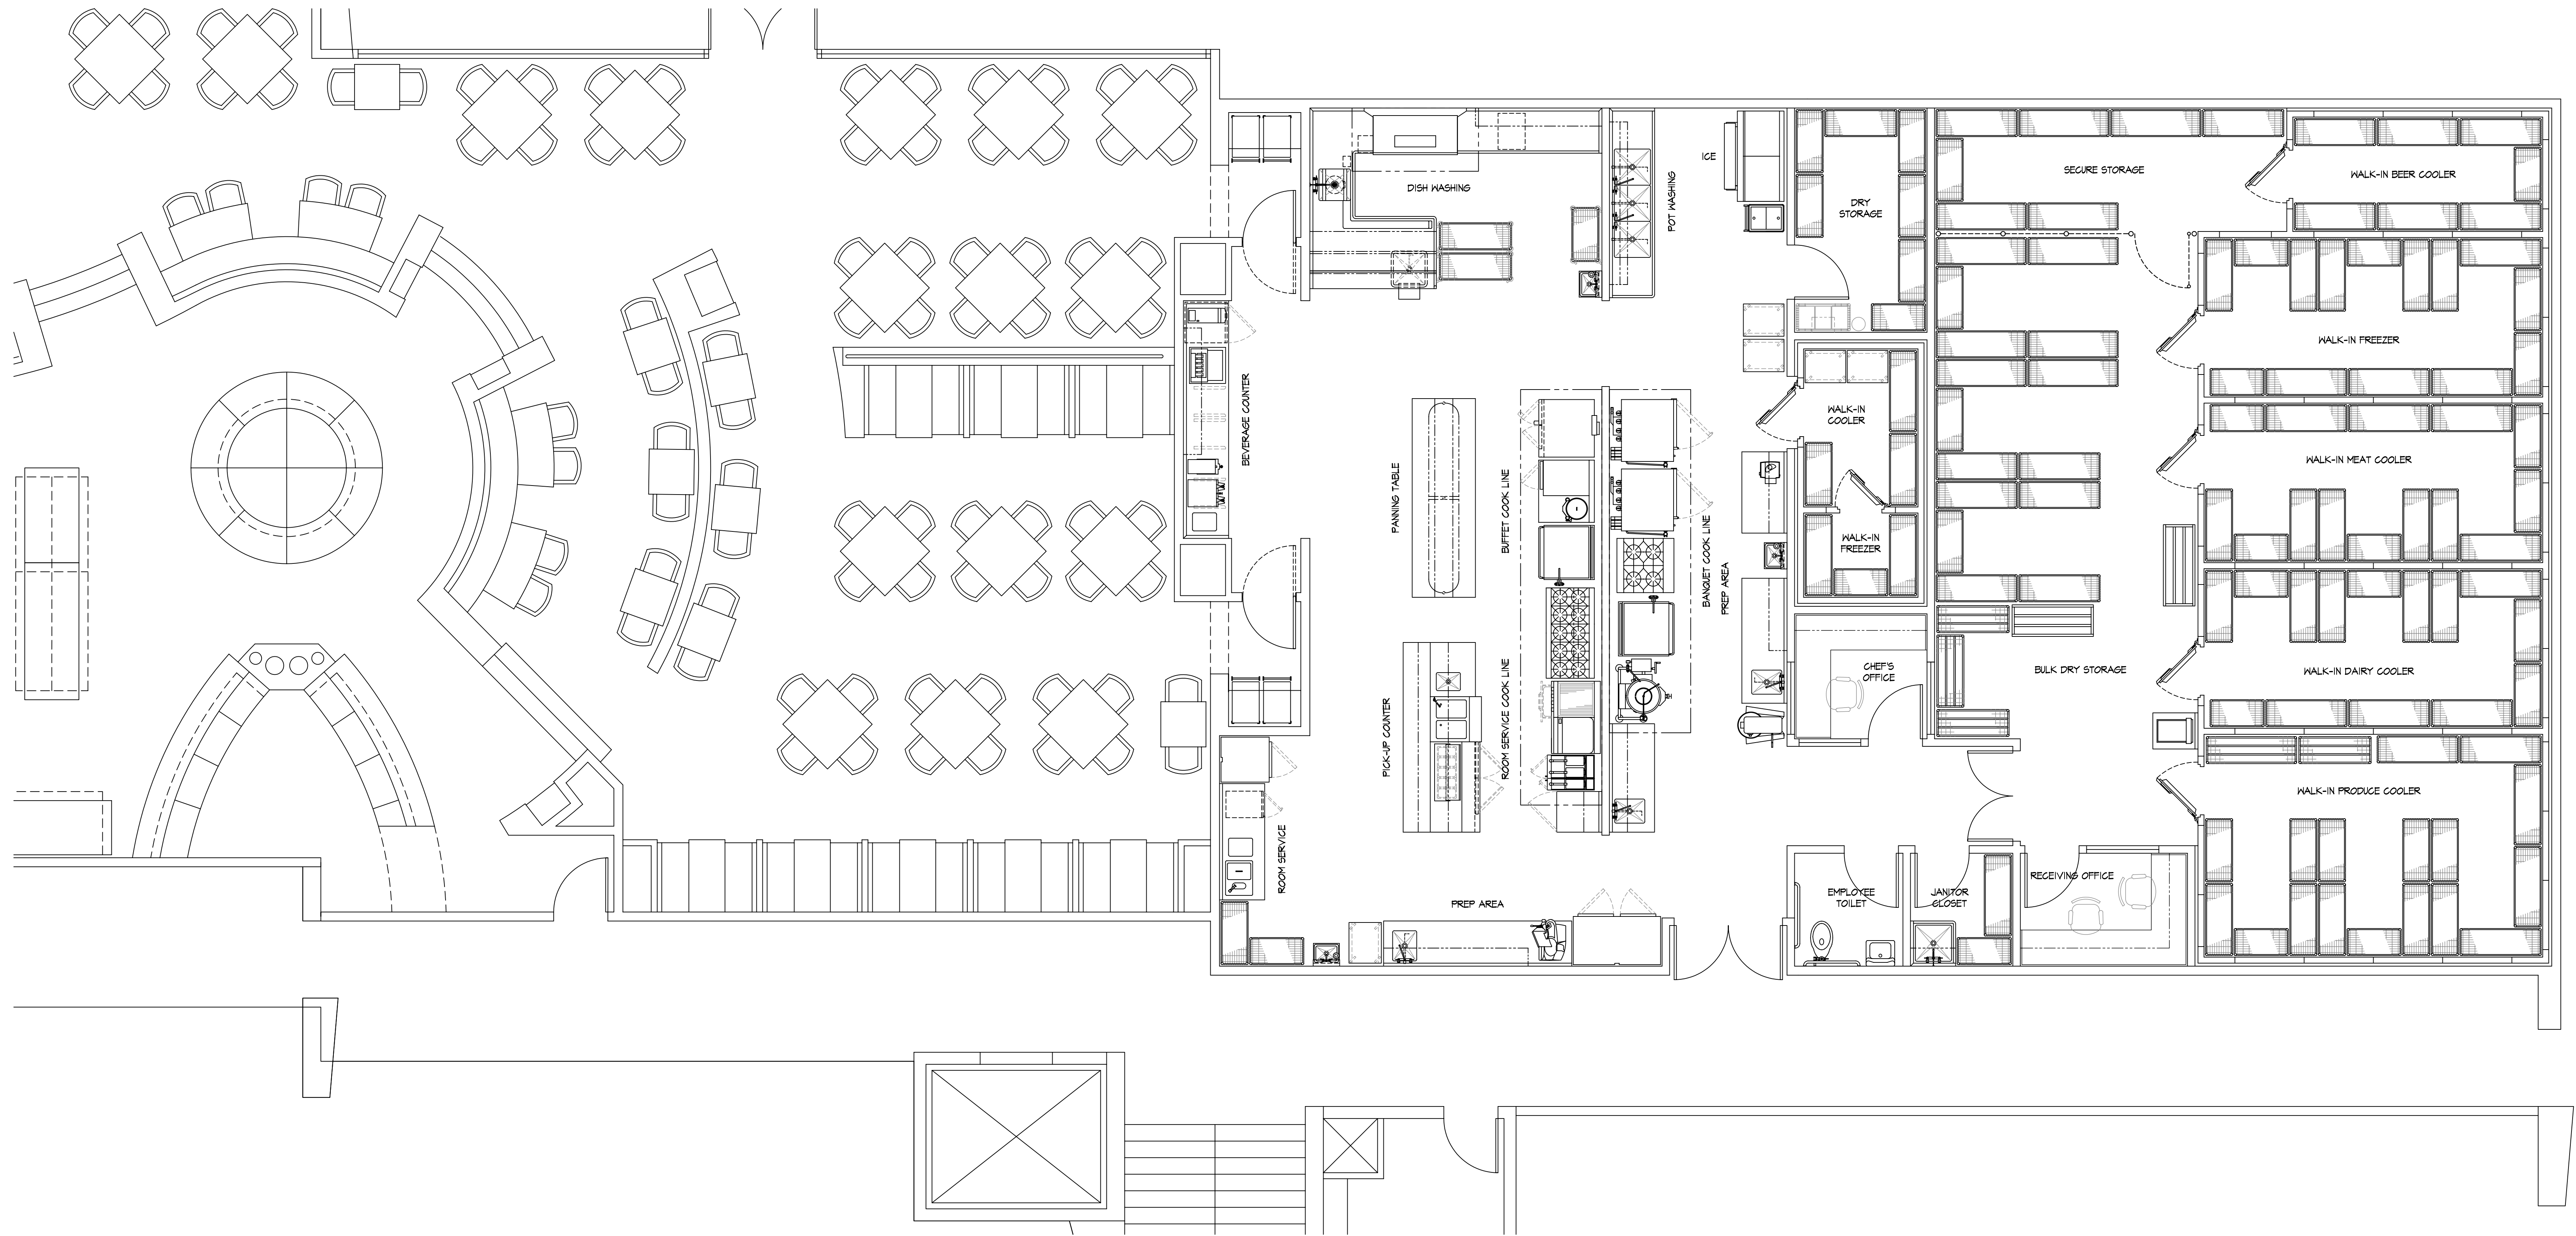 DISH WASHING
POT WASHING
ICE
DRY
STORAGE
SECURE STORAGE
WALK-IN BEER COOLER
WALK-IN FREEZER
BEVERAGE COUNTER
PANNING TABLE
BUFFET COOK LINE
BANQUET COOK LINE
PREP AREA
WALK-IN
COOLER
WALK-IN
FREEZER
WALK-IN MEAT COOLER
CHEF'S
OFFICE
BULK DRY STORAGE
WALK-IN DAIRY COOLER
PICK-UP COUNTER
ROOM SERVICE COOK LINE
WALK-IN PRODUCE COOLER
ROOM SERVICE
PREP AREA
EMPLOYEE
TOILET
JANITOR
CLOSET
RECEIVING OFFICE